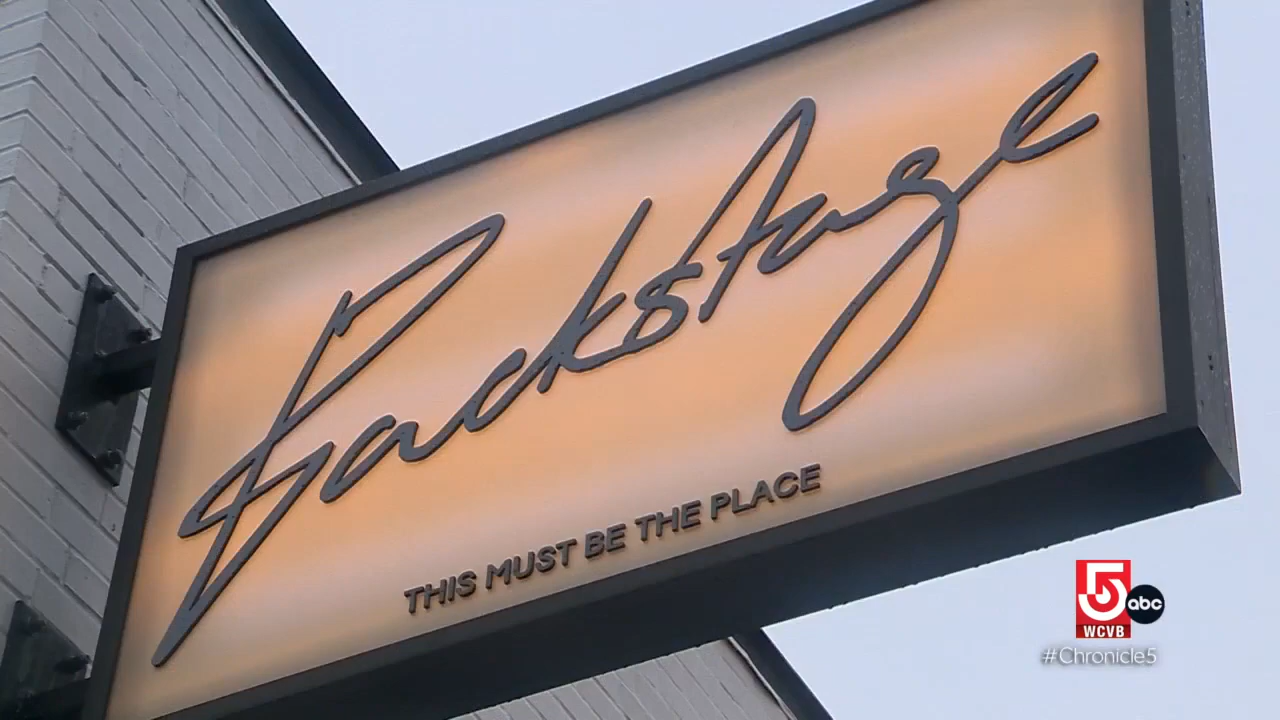 Backstage
THIS MUST BE THE PLACE
5
abc
WCVB
#Chronicle5